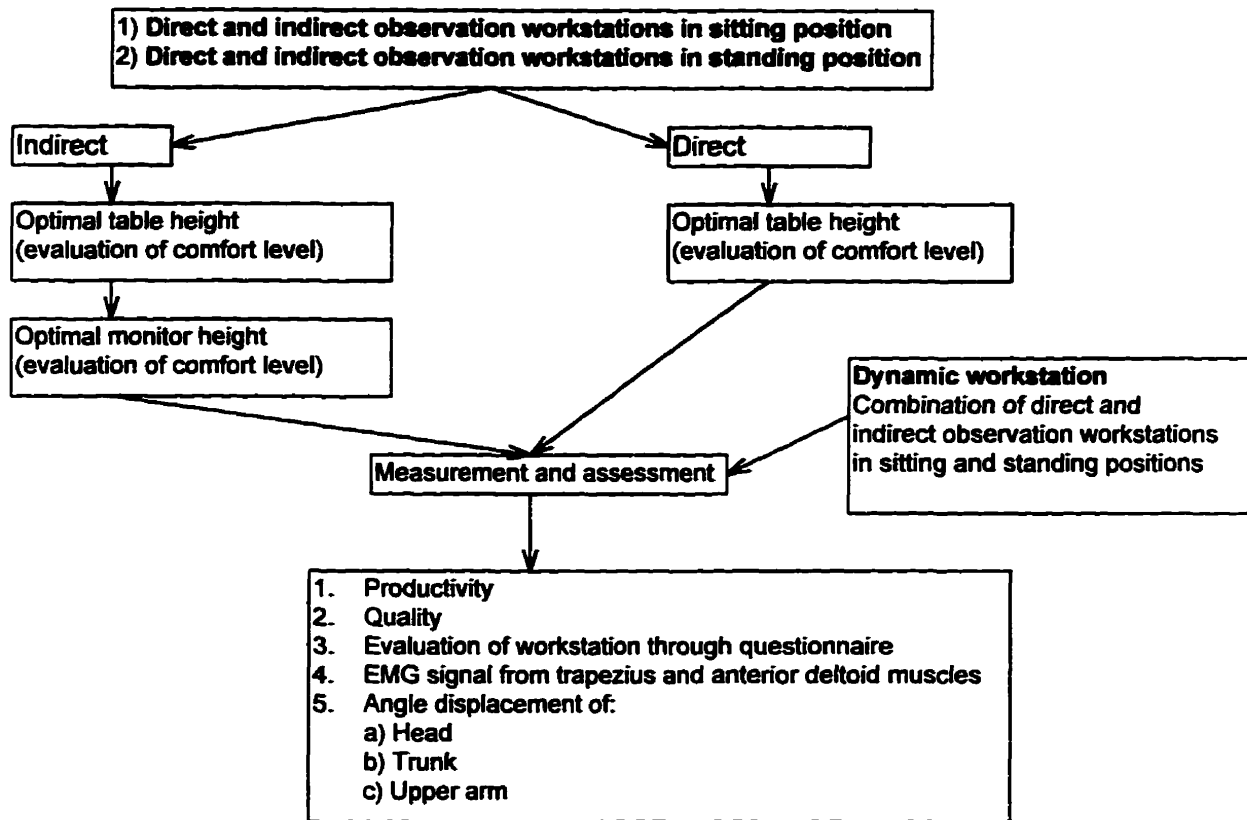 1) Direct and indirect observation workstations in sitting position
2) Direct and indirect observation workstations in standing position
Indirect
Direct
Optimal table height
(evaluation of comfort level)
Optimal table height
(evaluation of comfort level)
Optimal monitor height
(evaluation of comfort level)
Dynamic workstation
Combination of direct and
indirect observation workstations
in sitting and standing positions
Measurement and assessment
1. Productivity
2. Quality
3. Evaluation of workstation through questionnaire
4. EMG signal from trapezius and anterior deltoid muscles
5. Angle displacement of:
a) Head
b) Trunk
c) Upper arm